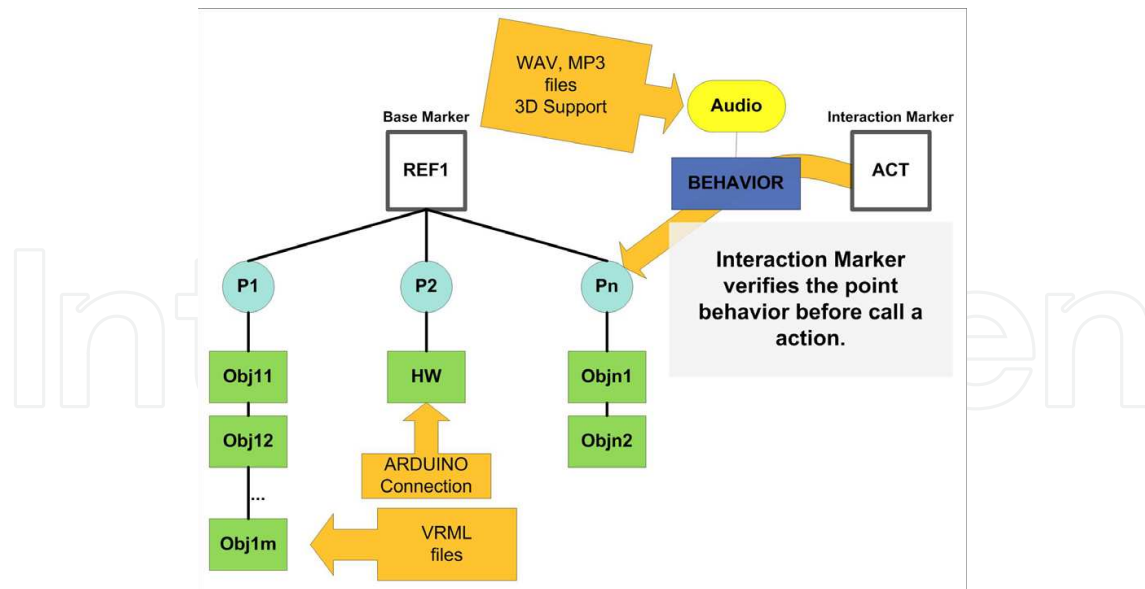 WAV, MP3
files
3D Support
Audio
Base Marker
Interaction Marker
REF1
BEHAVIOR
ACT
Interaction Marker
verifies the point
behavior before call a
action.
P1
P2
Pn
Obj11
HW
Objn1
Obj12
Objn2
ARDUINO
Connection
...
Obj1m
VRML
files